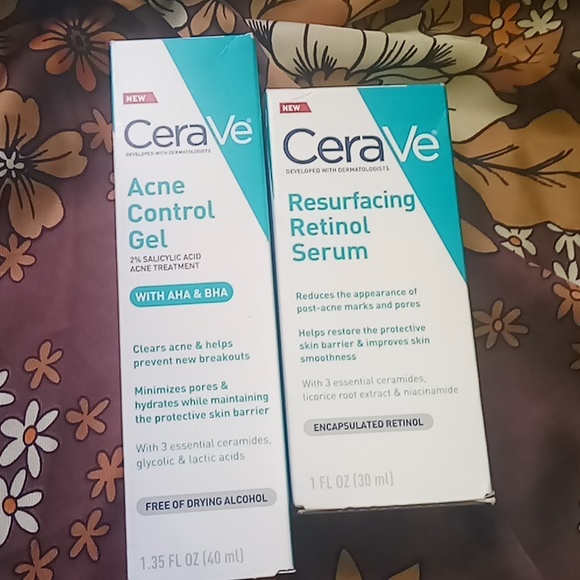 NEW
CeraVe®
DEVELOPED WITH DERMATOLOGISTS
Acne
Control
Gel
2% SALICYLIC ACID
ACNE TREATMENT
WITH AHA & BHA
Clears acne & helps
prevent new breakouts
Minimizes pores &
hydrates while maintaining
the protective skin barrier
With 3 essential ceramides,
glycolic & lactic acids
FREE OF DRYING ALCOHOL
1.35 FL OZ (40 ml)
NEW
CeraVe®
DEVELOPED WITH DERMATOLOGISTS
Resurfacing
Retinol
Serum
Reduces the appearance of
post-acne marks and pores
Helps restore the protective
skin barrier & improves skin
smoothness
With 3 essential ceramides,
licorice root extract & niacinamide
ENCAPSULATED RETINOL
1 FL OZ (30 ml)